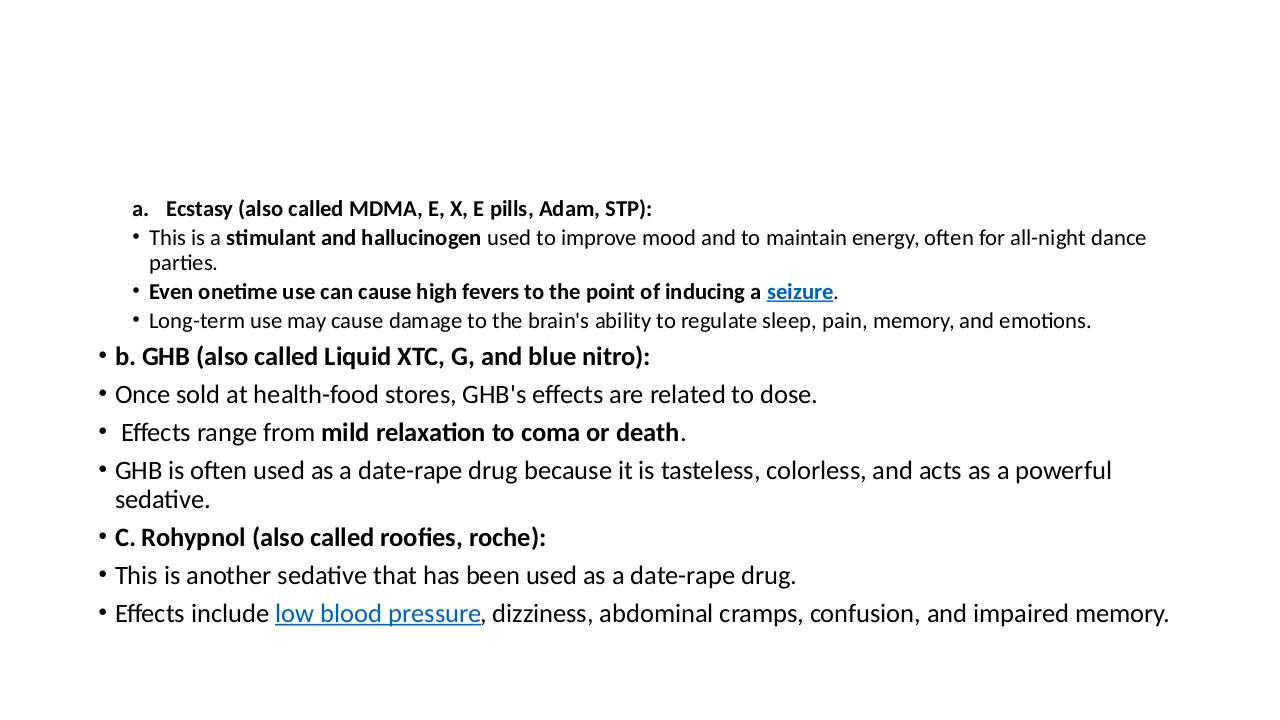 a. Ecstasy (also called MDMA, E, X, E pills, Adam, STP):
• This is a stimulant and hallucinogen used to improve mood and to maintain energy, often for all-night dance
parties.
• Even onetime use can cause high fevers to the point of inducing a seizure.
• Long-term use may cause damage to the brain's ability to regulate sleep, pain, memory, and emotions.
• b. GHB (also called Liquid XTC, G, and blue nitro):
• Once sold at health-food stores, GHB's effects are related to dose.
• Effects range from mild relaxation to coma or death.
• GHB is often used as a date-rape drug because it is tasteless, colorless, and acts as a powerful
sedative.
• C. Rohypnol (also called roofies, roche):
• This is another sedative that has been used as a date-rape drug.
• Effects include low blood pressure, dizziness, abdominal cramps, confusion, and impaired memory.